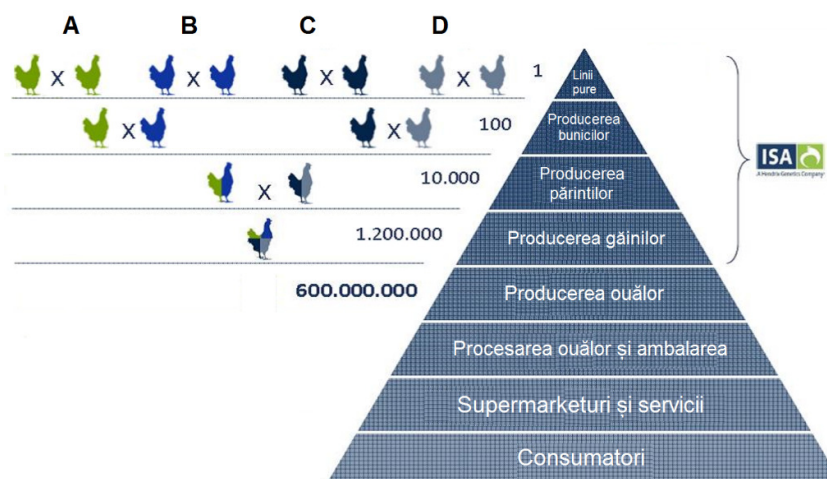 A B C D
X X X X 1
X X 100
X 10.000
1.200.000
600.000.000
Linii
pure
Producerea
bunicilor
Producerea
părintilor
Producerea găinilor
Producerea ouălor
Procesarea ouălor și ambalarea
Supermarketuri și servicii
Consumatori
ISA
A Hendrix Genetics Company